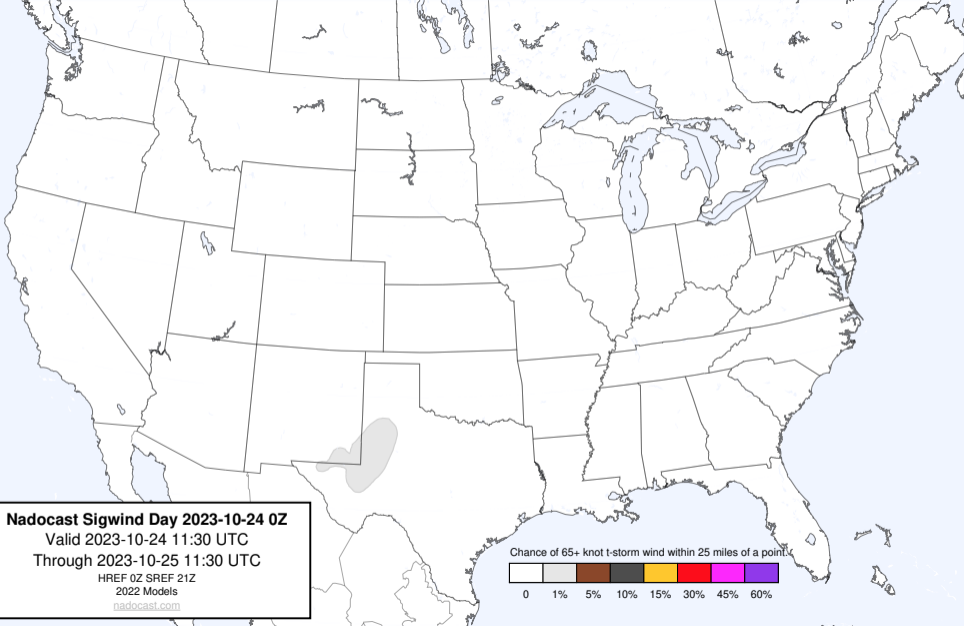 Nadocast Sigwind Day 2023-10-24 0Z
Valid 2023-10-24 11:30 UTC
Through 2023-10-25 11:30 UTC
HREF 0Z SREF 21Z
2022 Models
nadocast.com
Chance of 65+ knot t-storm wind within 25 miles of a point.
0 1% 5% 10% 15% 30% 45% 60%